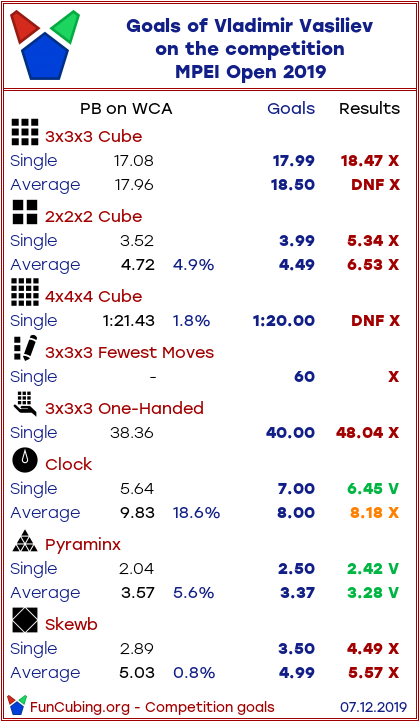 Goals of Vladimir Vasiliev
on the competition
MPEI Open 2019
PB on WCA Goals Results
3x3x3 Cube
Single 17.08 17.99 18.47 X
Average 17.96 18.50 DNF X
2x2x2 Cube
Single 3.52 3.99 5.34 X
Average 4.72 4.9% 4.49 6.53 X
4x4x4 Cube
Single 1:21.43 1.8% 1:20.00 DNF X
3x3x3 Fewest Moves
Single - 60 X
3x3x3 One-Handed
Single 38.36 40.00 48.04 X
Clock
Single 5.64 7.00 6.45 V
Average 9.83 18.6% 8.00 8.18 X
Pyraminx
Single 2.04 2.50 2.42 V
Average 3.57 5.6% 3.37 3.28 V
Skewb
Single 2.89 3.50 4.49 X
Average 5.03 0.8% 4.99 5.57 X
FunCubing.org - Competition goals 07.12.2019